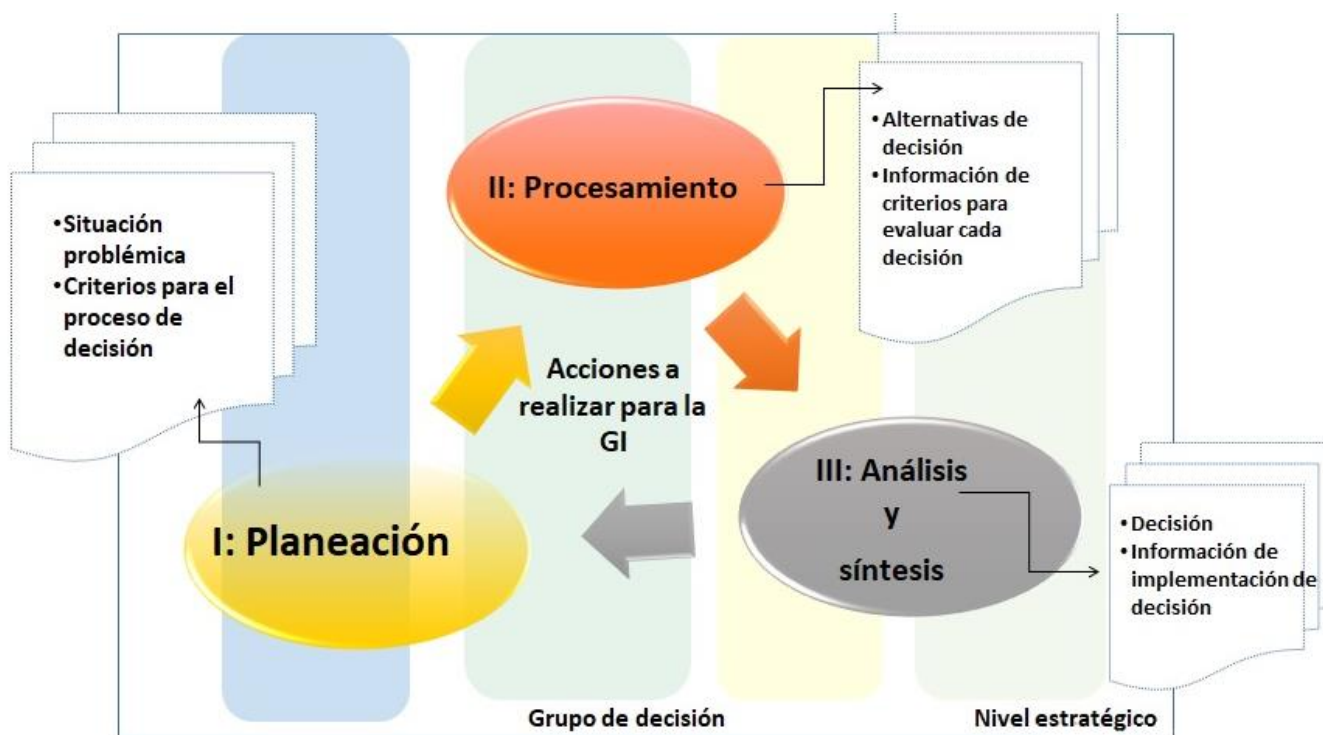 •Situación
problémica
•Criterios para el
proceso de
decisión
I: Planeación
II: Procesamiento
•Alternativas de
decisión
•Información de
criterios para
evaluar cada
decisión
Acciones a
realizar para la
GI
III: Análisis
y
síntesis
• Decisión
• Información de
implementación de
decisión
Grupo de decisión
Nivel estratégico